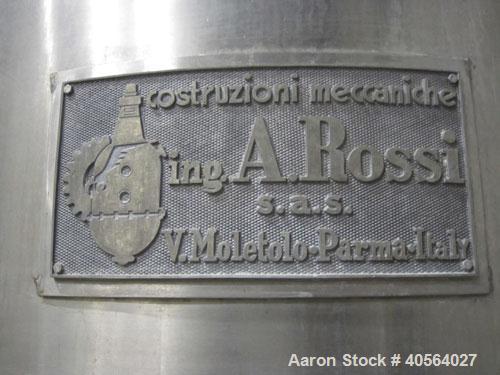 costruzioni meccaniche
ing. A. Rossi
s.a.s.
V. Moletolo · Parma · Italy
Aaron Stock # 40564027